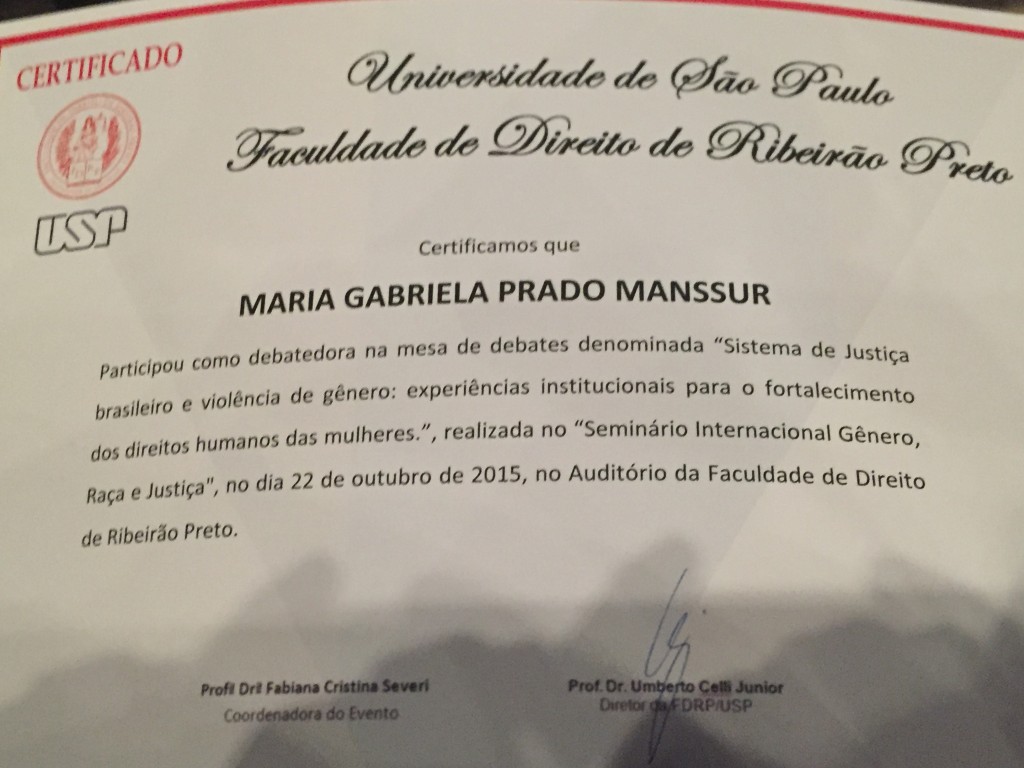 CERTIFICADO
Universidade de São Paulo
Faculdade de Direito de Ribeirão Preto
USP
Certificamos que
MARIA GABRIELA PRADO MANSSUR
Participou como debatedora na mesa de debates denominada “Sistema de Justiça
brasileiro e violência de gênero: experiências institucionais para o fortalecimento
dos direitos humanos das mulheres.”, realizada no “Seminário Internacional Gênero,
Raça e Justiça", no dia 22 de outubro de 2015, no Auditório da Faculdade de Direito
de Ribeirão Preto.
Fabiana Cristina Severi
Coordenadora do Evento
Prof. Dr. Umberto Celli Junior
Diretor da FDRP/USP